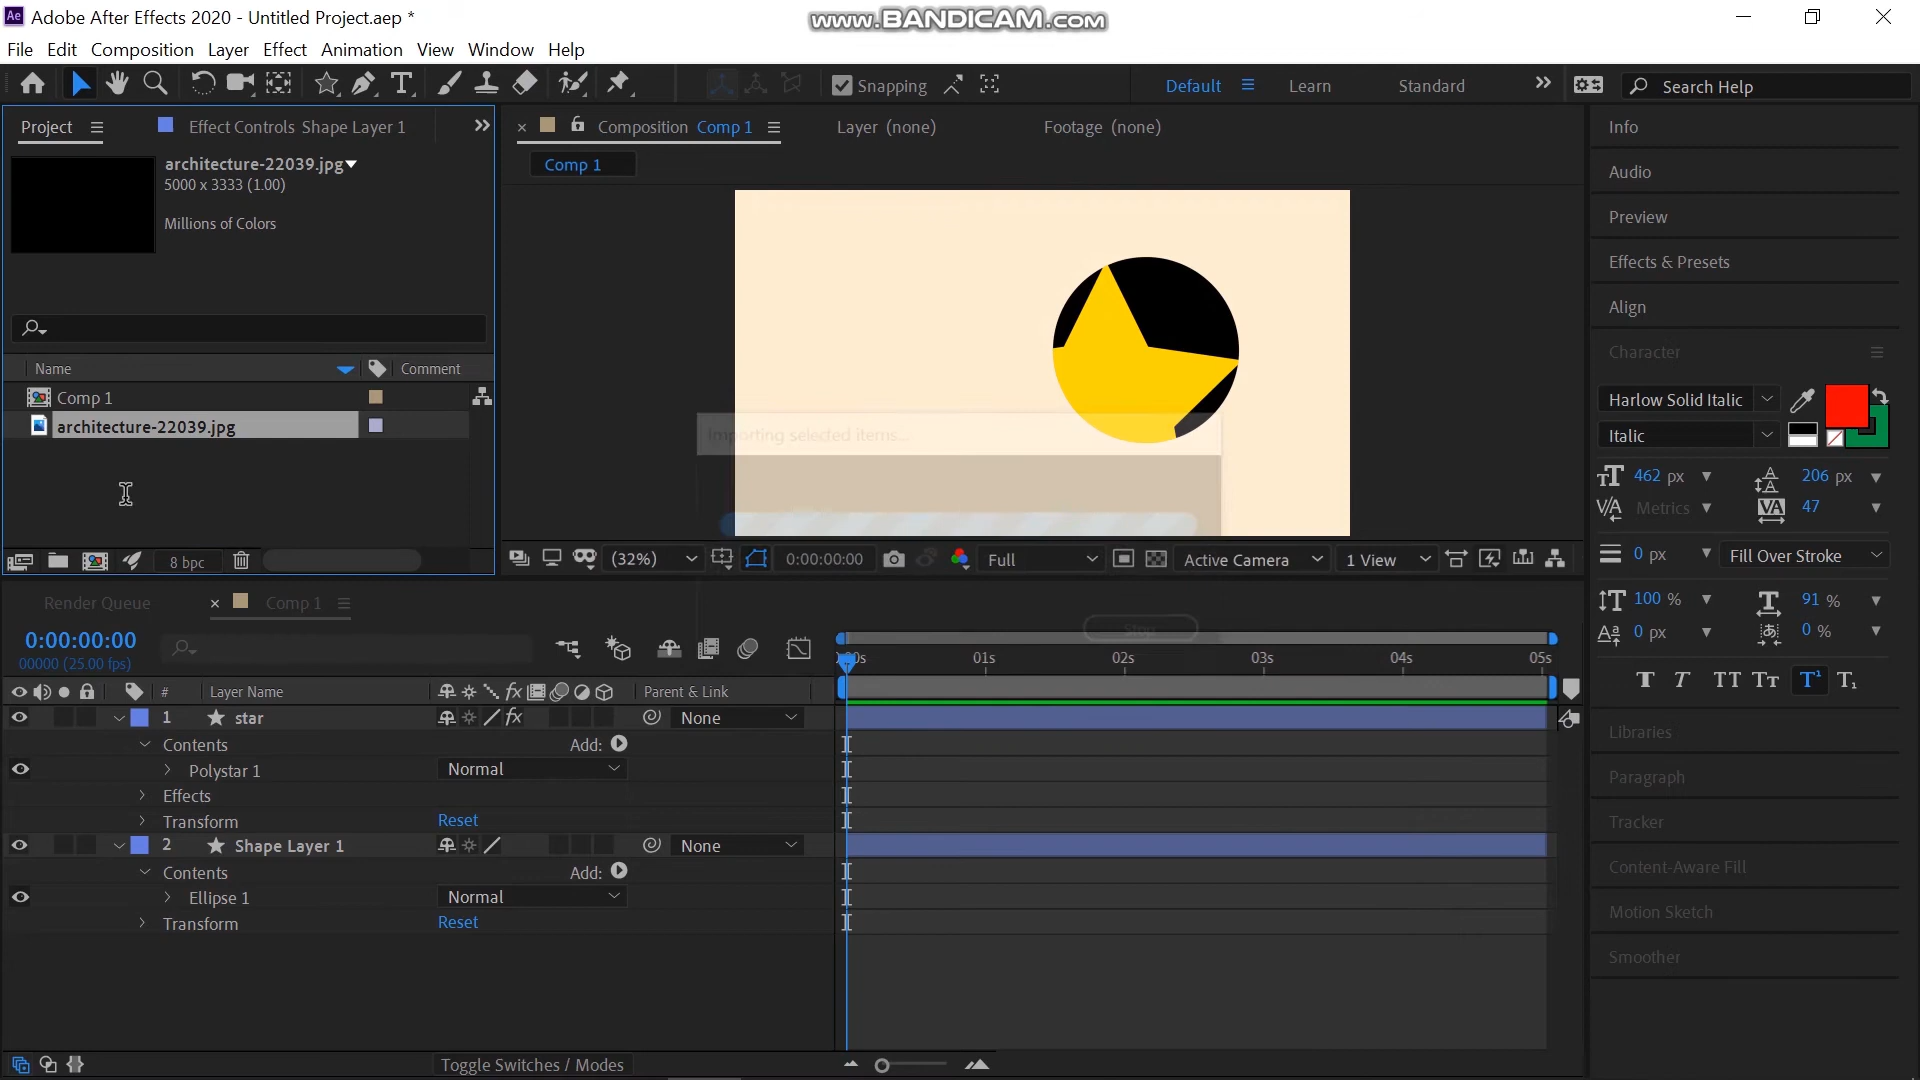 Adobe After Effects 2020 - Untitled Project.aep *
www.BANDICAM.com
File Edit Composition Layer Effect Animation View Window Help
Snapping
Default
Learn
Standard
Search Help
Project
Effect Controls Shape Layer 1
Composition Comp 1
Layer (none)
Footage (none)
Info
architecture-22039.jpg
5000 x 3333 (1.00)
Millions of Colors
Comp 1
Audio
Preview
Effects & Presets
Align
Character
Name
Comment
Comp 1
architecture-22039.jpg
Importing selected items...
Harlow Solid Italic
Italic
462 px
206 px
Metrics
47
0 px
Fill Over Stroke
100 %
91 %
0 px
0 %
8 bpc
(32%)
0:00:00:00
Full
Active Camera
1 View
Render Queue
Comp 1
Stop
0:00:00:00
00000 (25.00 fps)
01s 02s 03s 04s 05s
# Layer Name
Parent & Link
1 star
None
Contents
Add:
Polystar 1
Normal
Effects
Transform
Reset
2 Shape Layer 1
None
Contents
Add:
Ellipse 1
Normal
Transform
Reset
Toggle Switches / Modes
Libraries
Paragraph
Tracker
Content-Aware Fill
Motion Sketch
Smoother